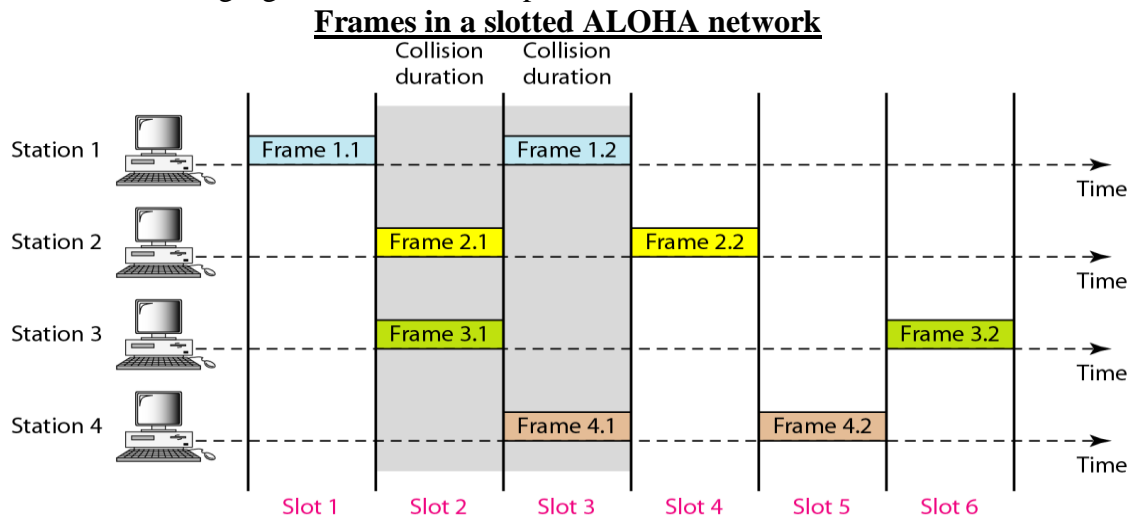 Frames in a slotted ALOHA network
Collision duration
Collision duration
Station 1
Frame 1.1
Frame 1.2
Time
Station 2
Frame 2.1
Frame 2.2
Time
Station 3
Frame 3.1
Frame 3.2
Time
Station 4
Frame 4.1
Frame 4.2
Time
Slot 1
Slot 2
Slot 3
Slot 4
Slot 5
Slot 6